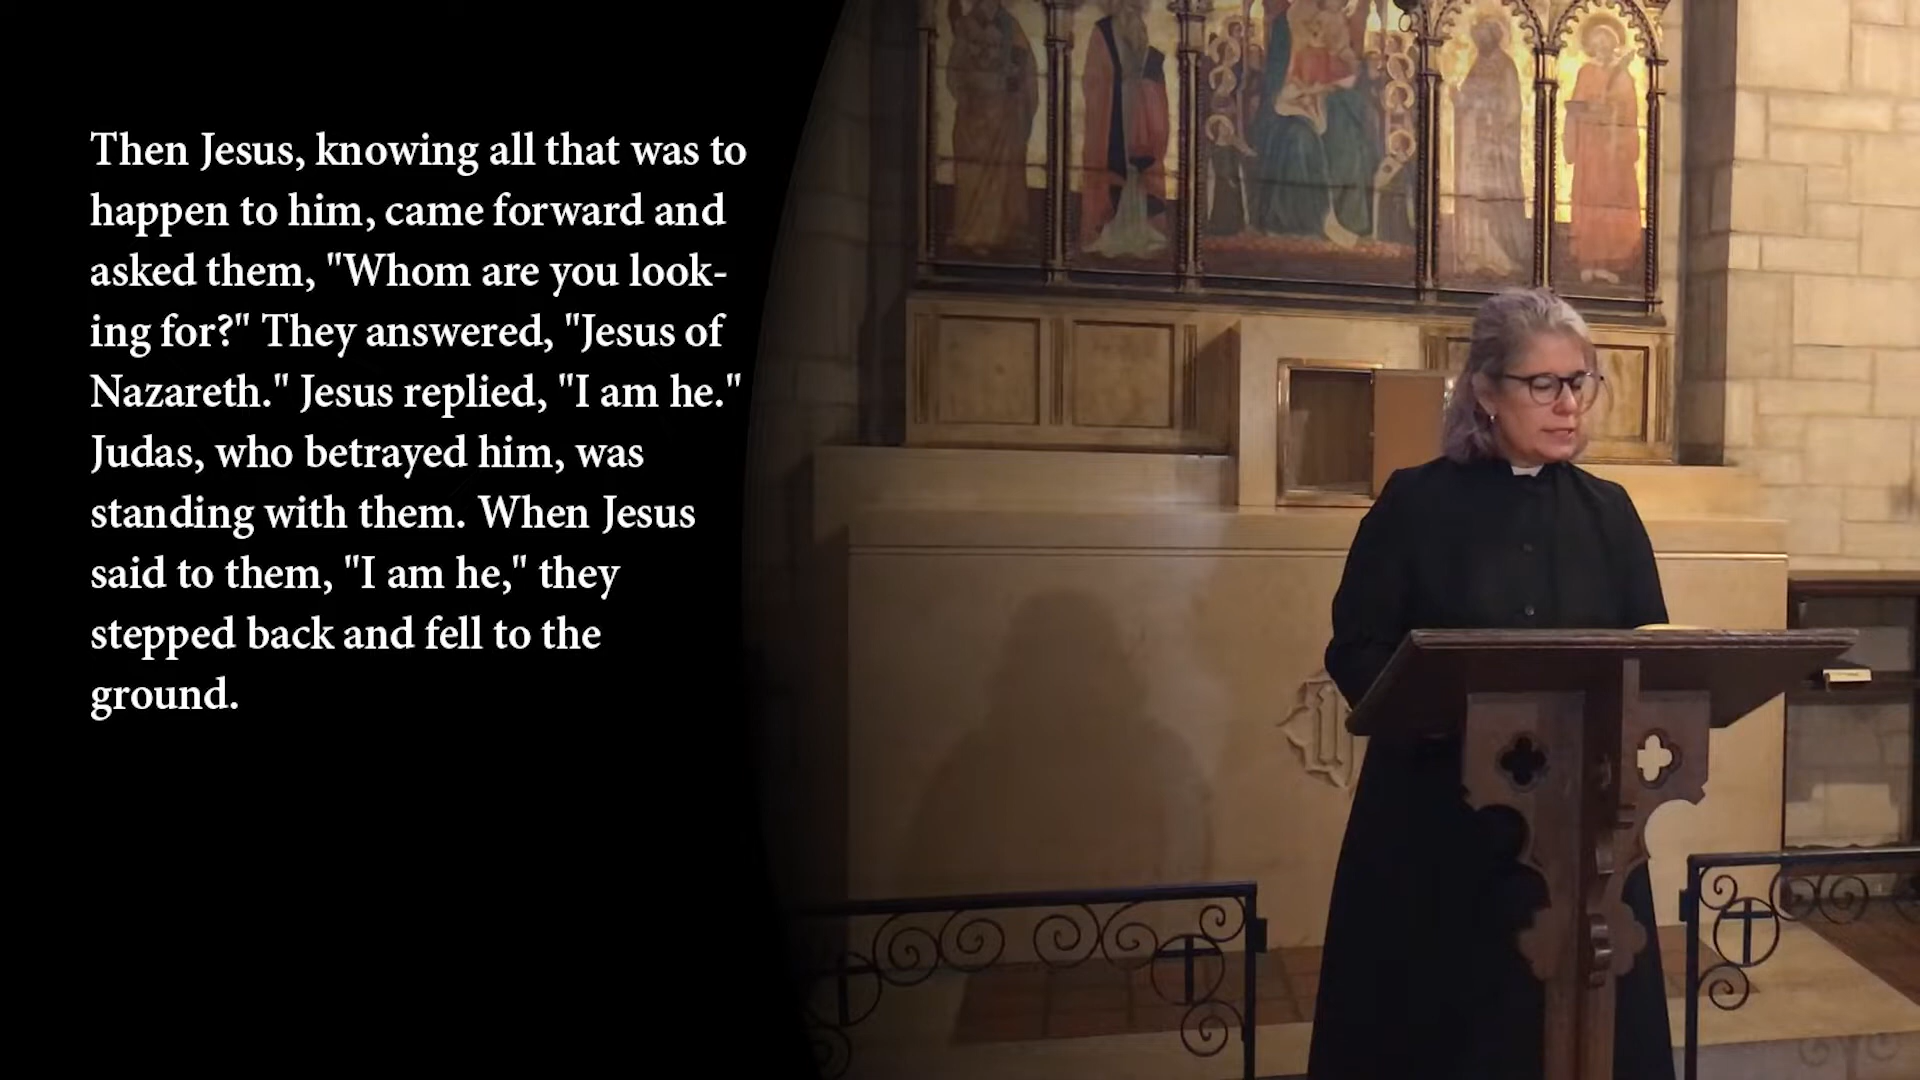 Then Jesus, knowing all that was to
happen to him, came forward and
asked them, "Whom are you look-
ing for?" They answered, "Jesus of
Nazareth." Jesus replied, "I am he."
Judas, who betrayed him, was
standing with them. When Jesus
said to them, "I am he," they
stepped back and fell to the
ground.